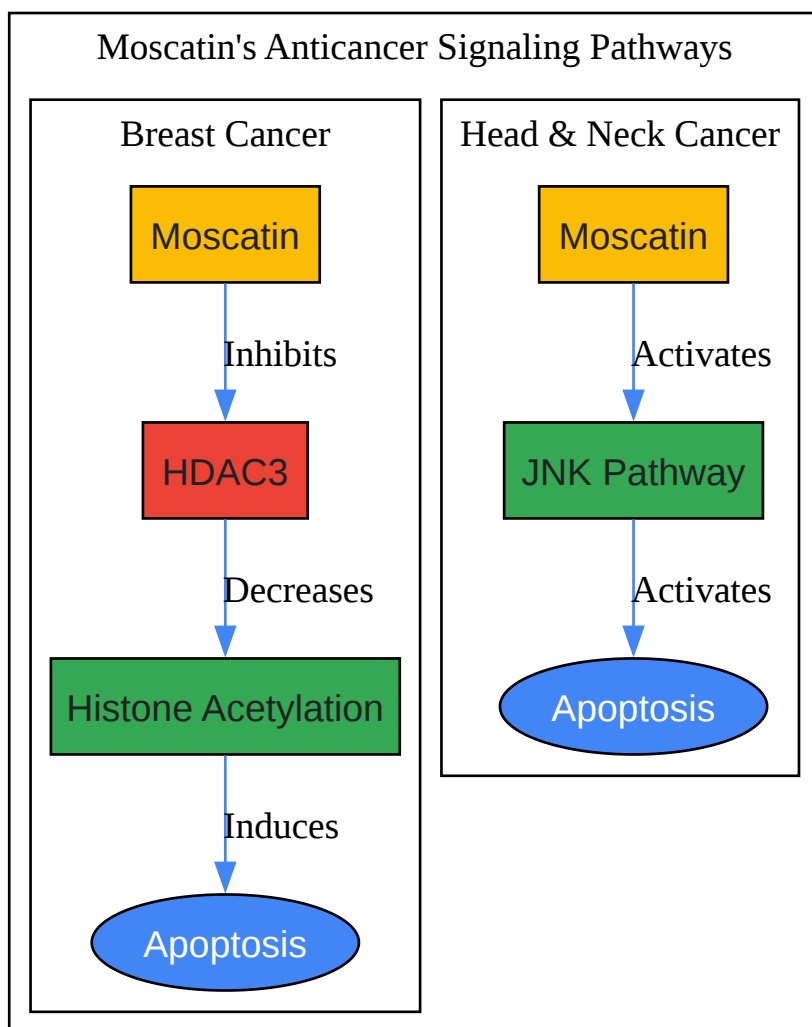 Moscatin's Anticancer Signaling Pathways
Breast Cancer
Moscatin
Inhibits
HDAC3
Decreases
Histone Acetylation
Induces
Apoptosis
Head & Neck Cancer
Moscatin
Activates
JNK Pathway
Activates
Apoptosis